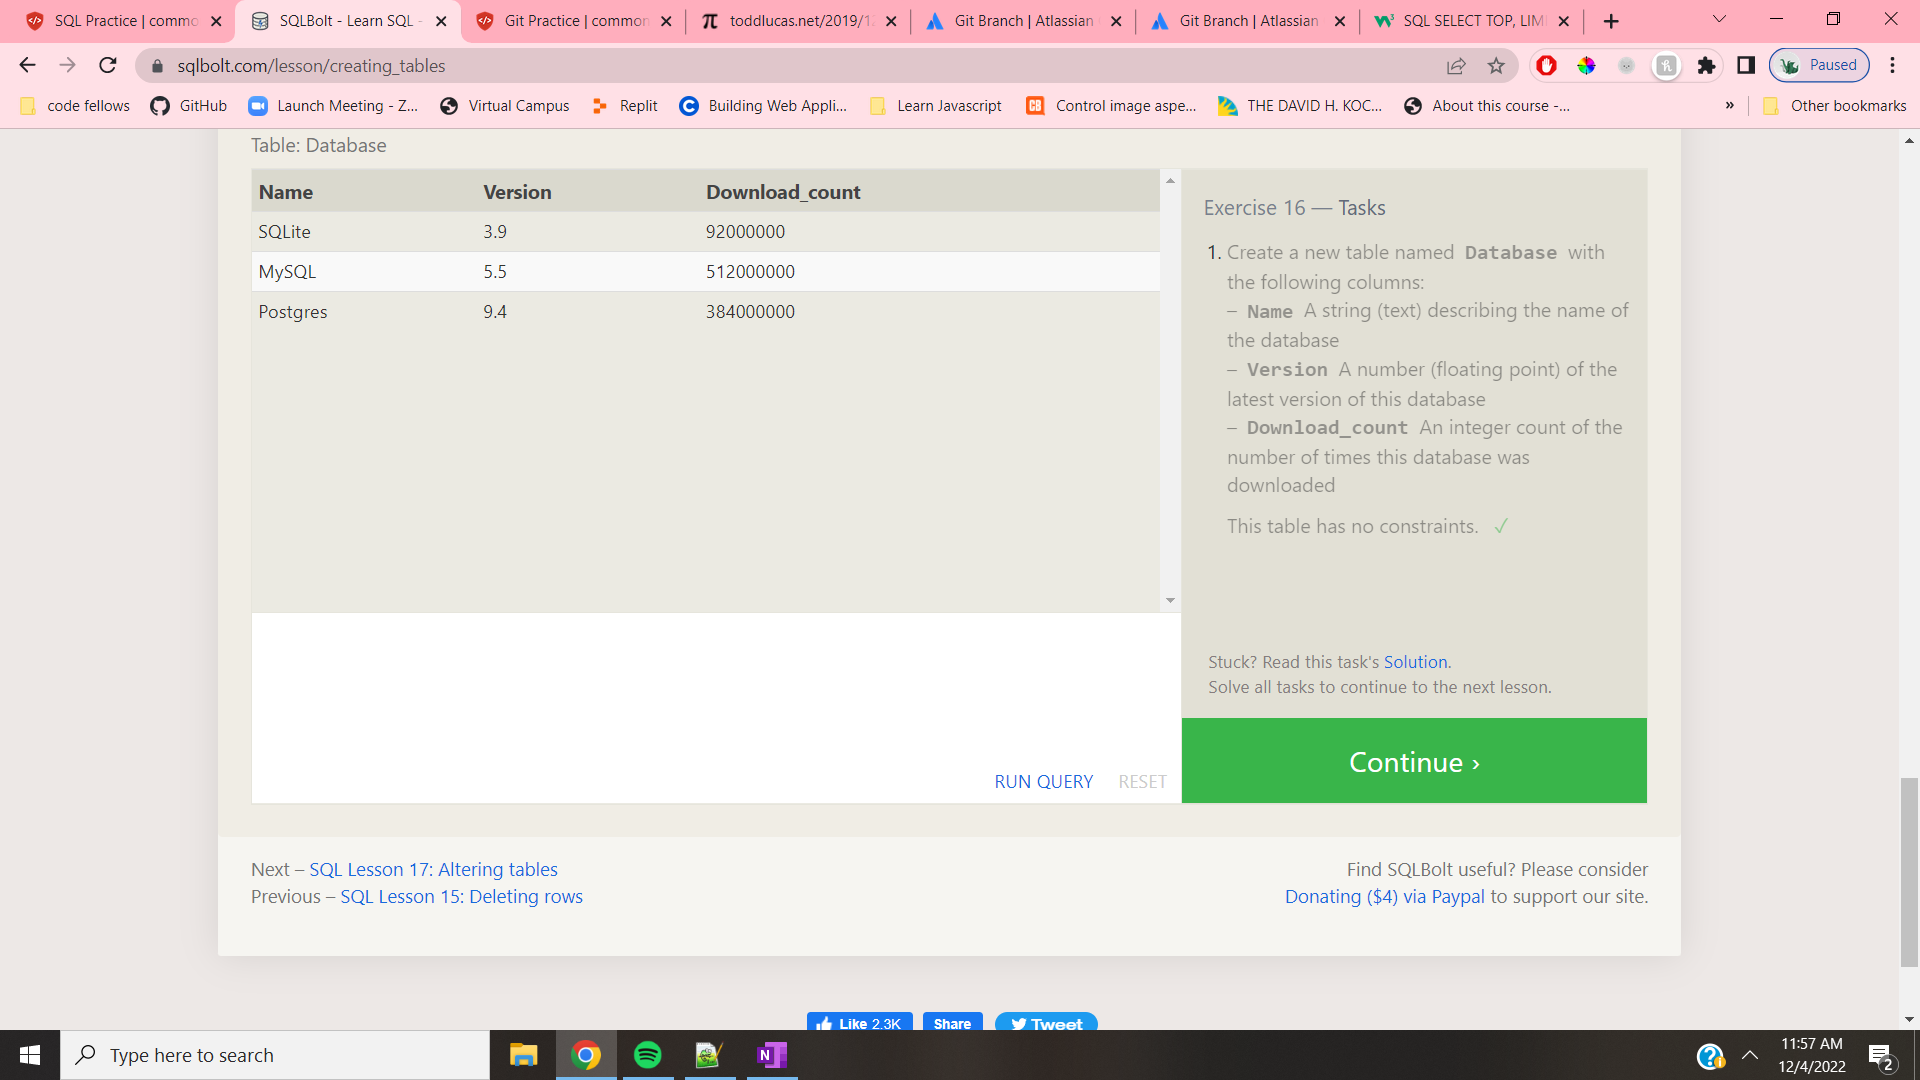 SQL Practice | commo
SQLBolt - Learn SQL -
Git Practice | common
toddlucas.net/2019/12
Git Branch | Atlassian
Git Branch | Atlassian
SQL SELECT TOP, LIM
sqlbolt.com/lesson/creating_tables
Paused
code fellows
GitHub
Launch Meeting - Z...
Virtual Campus
Replit
Building Web Appli...
Learn Javascript
Control image aspe...
THE DAVID H. KOC...
About this course -...
»
Other bookmarks
Table: Database
Name Version Download_count
SQLite 3.9 92000000
MySQL 5.5 512000000
Postgres 9.4 384000000
Exercise 16 — Tasks
1. Create a new table named Database with
the following columns:
– Name A string (text) describing the name of
the database
– Version A number (floating point) of the
latest version of this database
– Download_count An integer count of the
number of times this database was
downloaded
This table has no constraints. ✓
Stuck? Read this task's Solution.
Solve all tasks to continue to the next lesson.
RUN QUERY RESET
Continue ›
Next – SQL Lesson 17: Altering tables
Previous – SQL Lesson 15: Deleting rows
Find SQLBolt useful? Please consider
Donating ($4) via Paypal to support our site.
Like 2.3K
Share
Tweet
Type here to search
11:57 AM
12/4/2022
2